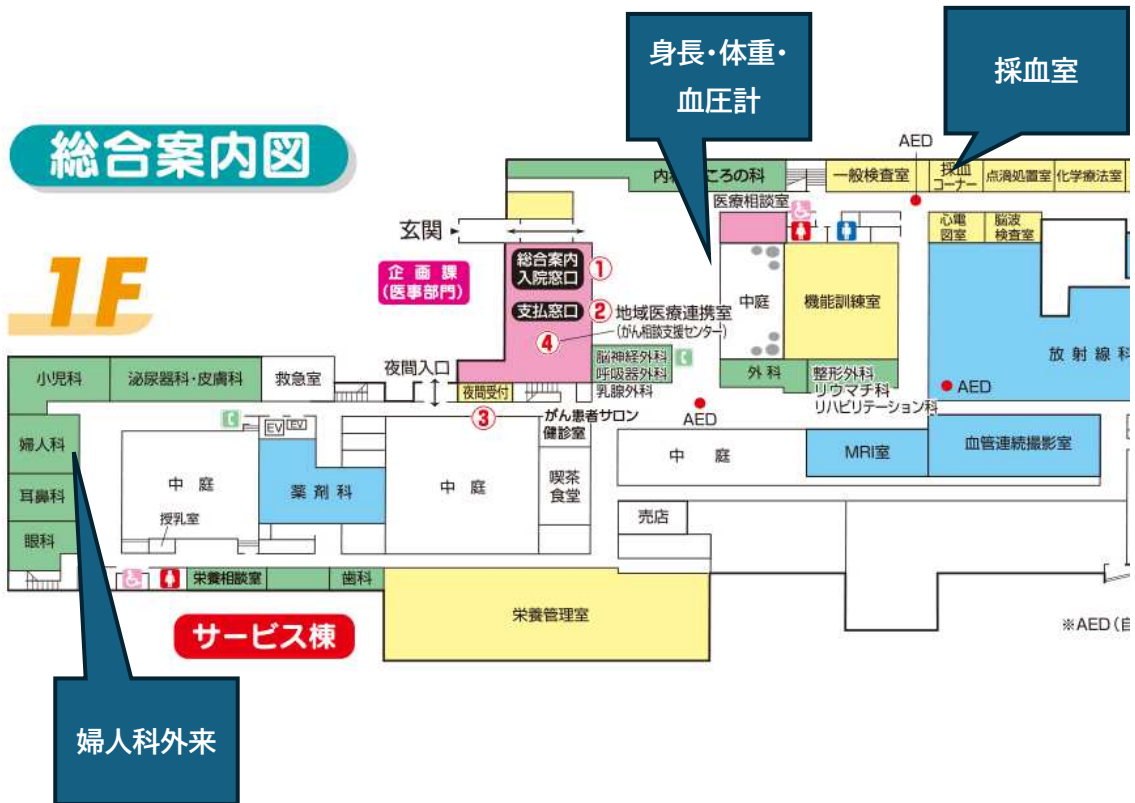 身長・体重・
血圧計
採血室
総合案内図
1F
AED
内科
こころの科
一般検査室
採血
コーナー
点滴処置室
化学療法室
医療相談室
心電
図室
脳波
検査室
玄関
企画課
(医事部門)
総合案内
入院窓口
①
支払窓口
② 地域医療連携室
(がん相談支援センター)
④
中庭
機能訓練室
放射線科
脳神経外科
呼吸器外科
乳腺外科
外科
整形外科
リウマチ科
リハビリテーション科
AED
AED
小児科
泌尿器科・皮膚科
救急室
夜間入口
夜間受付
③
がん患者サロン
健診室
婦人科
EV
EV
中庭
薬剤科
中庭
喫茶
食堂
中庭
MRI室
血管連続撮影室
耳鼻科
授乳室
売店
眼科
栄養相談室
歯科
栄養管理室
サービス棟
※AED(自
婦人科外来